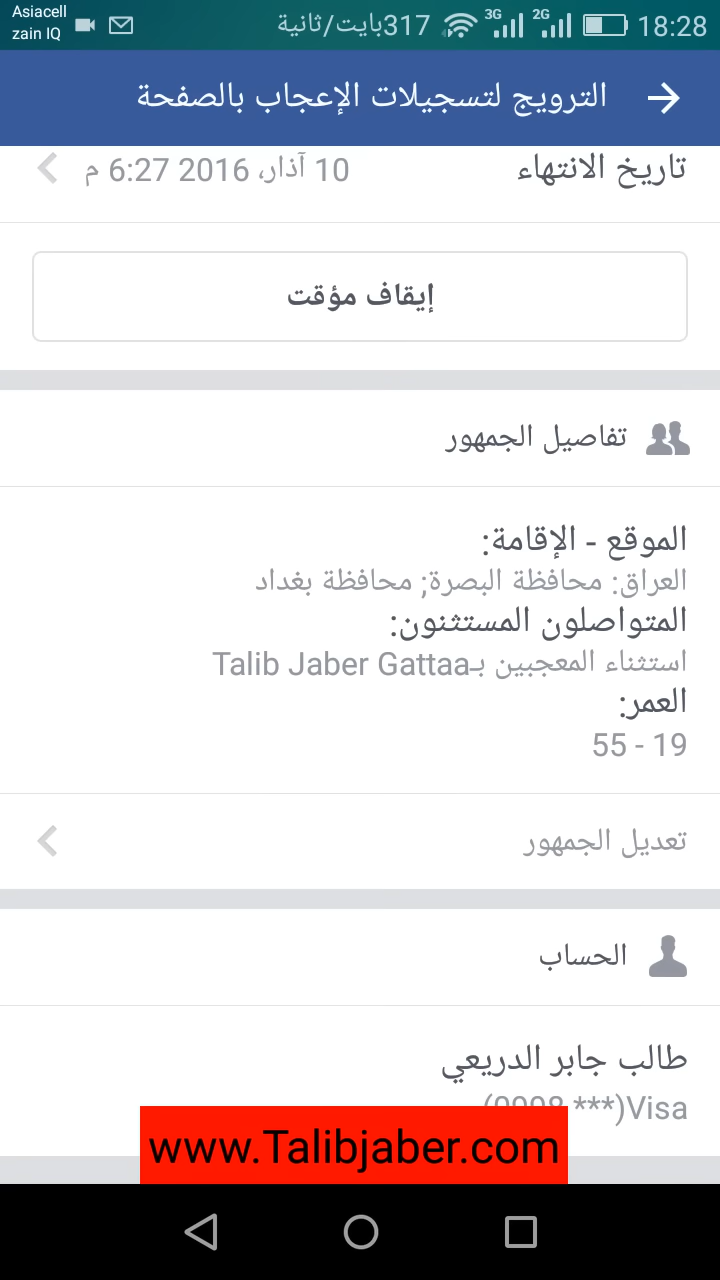 Asiacell
zain IQ
317بايت/ثانية
3G
2G
18:28
الترويج لتسجيلات الإعجاب بالصفحة
تاريخ الانتهاء
10 آذار، 2016 6:27 م
إيقاف مؤقت
تفاصيل الجمهور
الموقع - الإقامة:
العراق: محافظة البصرة; محافظة بغداد
المتواصلون المستثنون:
استثناء المعجبين بـTalib Jaber Gattaa
العمر:
19 - 55
تعديل الجمهور
الحساب
طالب جابر الدريعي
Visa(***
www.Talibjaber.com